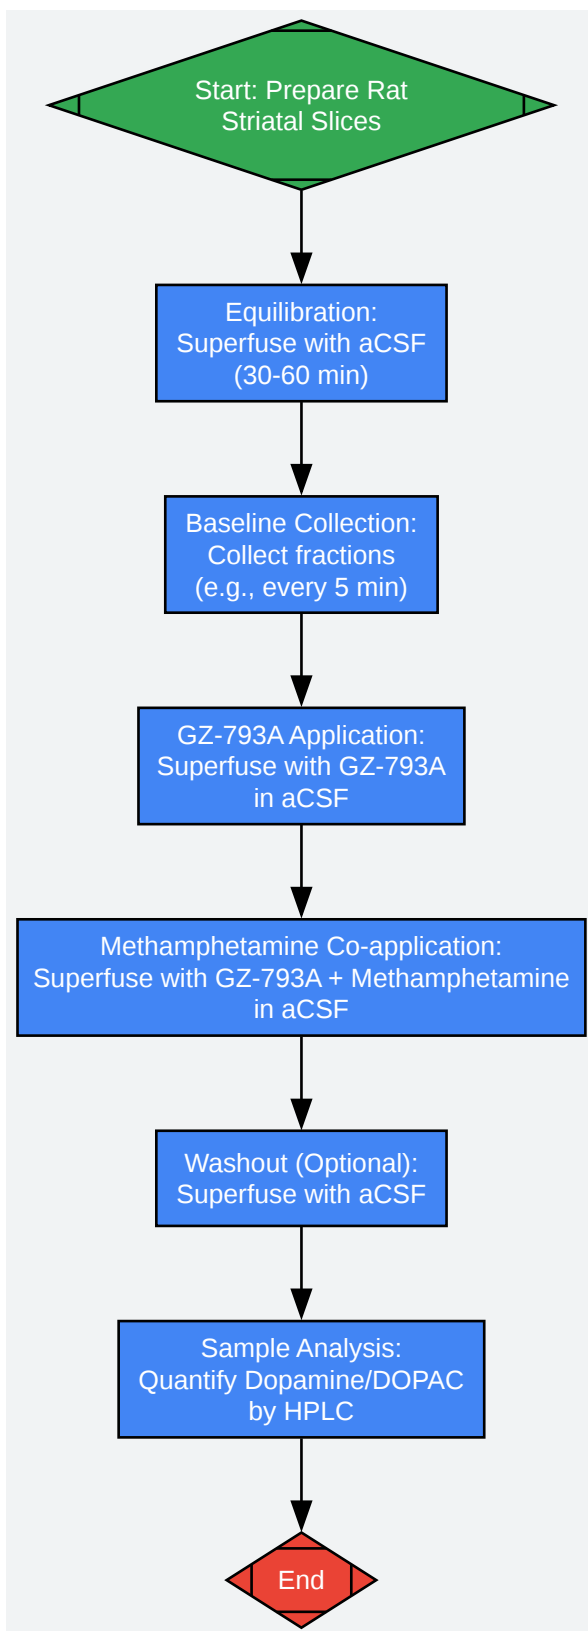 Start: Prepare Rat
Striatal Slices
Equilibration:
Superfuse with aCSF
(30-60 min)
Baseline Collection:
Collect fractions
(e.g., every 5 min)
GZ-793A Application:
Superfuse with GZ-793A
in aCSF
Methamphetamine Co-application:
Superfuse with GZ-793A + Methamphetamine
in aCSF
Washout (Optional):
Superfuse with aCSF
Sample Analysis:
Quantify Dopamine/DOPAC
by HPLC
End